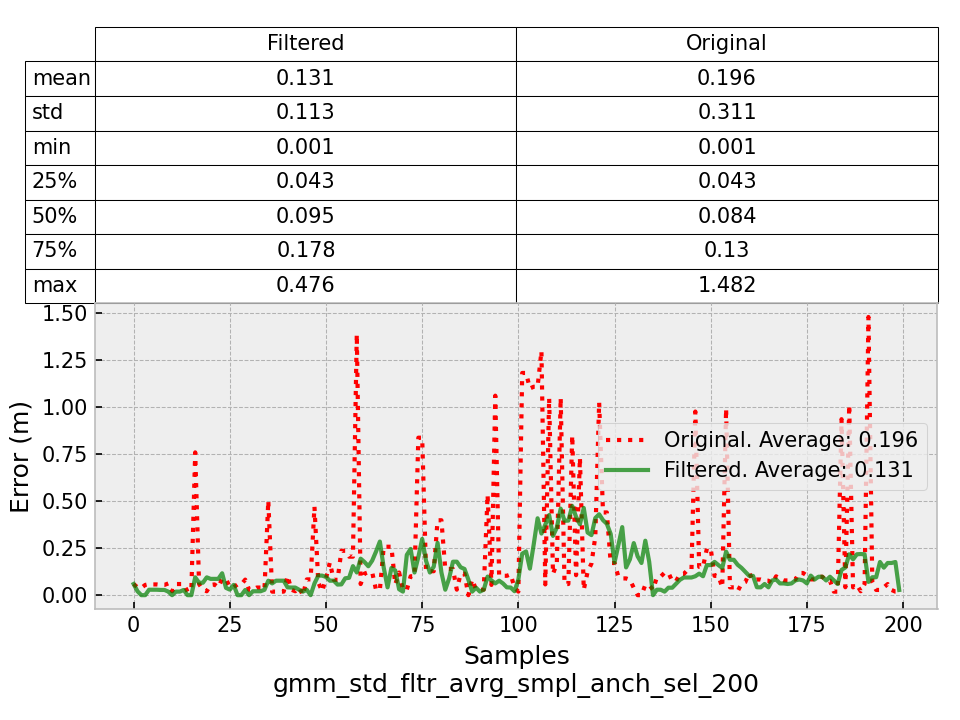 Filtered Original
mean 0.131 0.196
std 0.113 0.311
min 0.001 0.001
25% 0.043 0.043
50% 0.095 0.084
75% 0.178 0.13
max 0.476 1.482
1.50
1.25
1.00
0.75
0.50
0.25
0.00
Error (m)
Original. Average: 0.196
Filtered. Average: 0.131
0 25 50 75 100 125 150 175 200
Samples
gmm_std_fltr_avrg_smpl_anch_sel_200